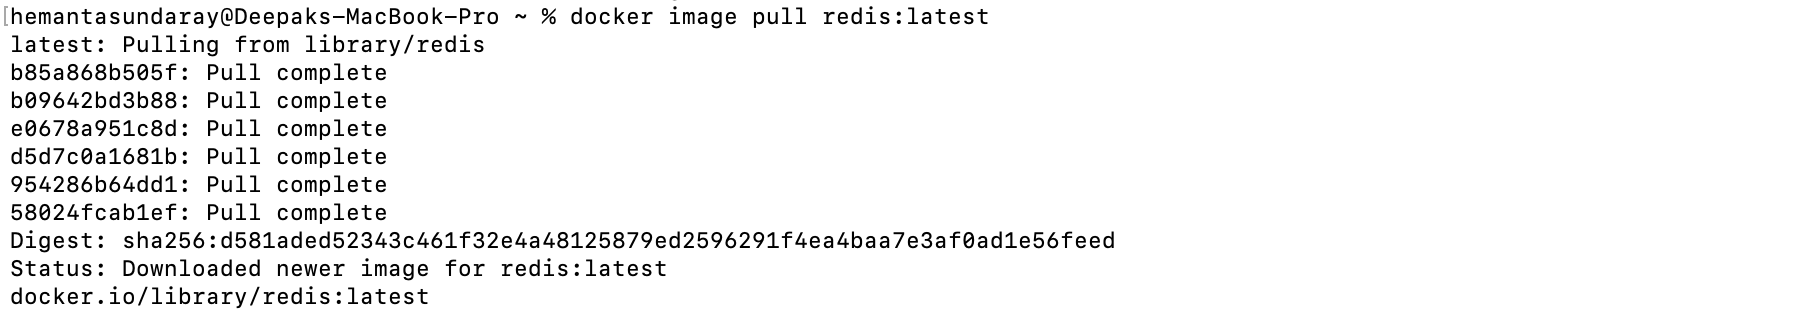 [hemantasundaray@Deepaks-MacBook-Pro ~ % docker image pull redis:latest
latest: Pulling from library/redis
b85a868b505f: Pull complete
b09642bd3b88: Pull complete
e0678a951c8d: Pull complete
d5d7c0a1681b: Pull complete
954286b64dd1: Pull complete
58024fcab1ef: Pull complete
Digest: sha256:d581aded52343c461f32e4a48125879ed2596291f4ea4baa7e3af0ad1e56feed
Status: Downloaded newer image for redis:latest
docker.io/library/redis:latest